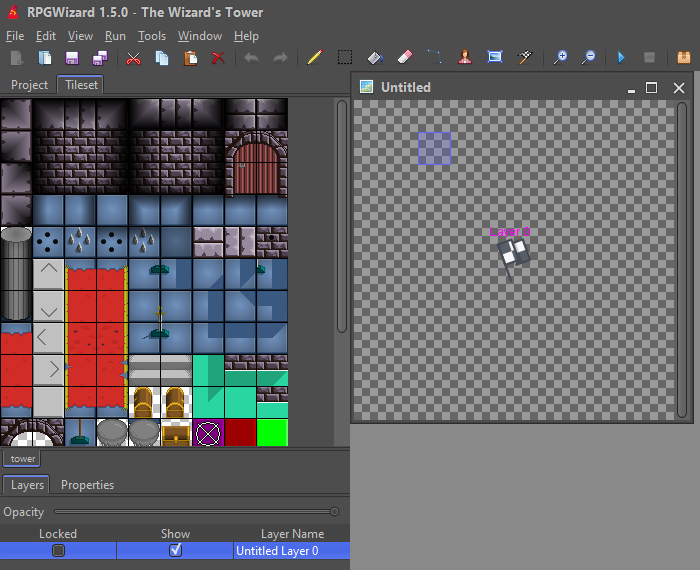 RPGWizard 1.5.0 - The Wizard's Tower
File Edit View Run Tools Window Help
Project Tileset
Untitled
tower
Layers Properties
Opacity
Locked Show Layer Name
Untitled Layer 0